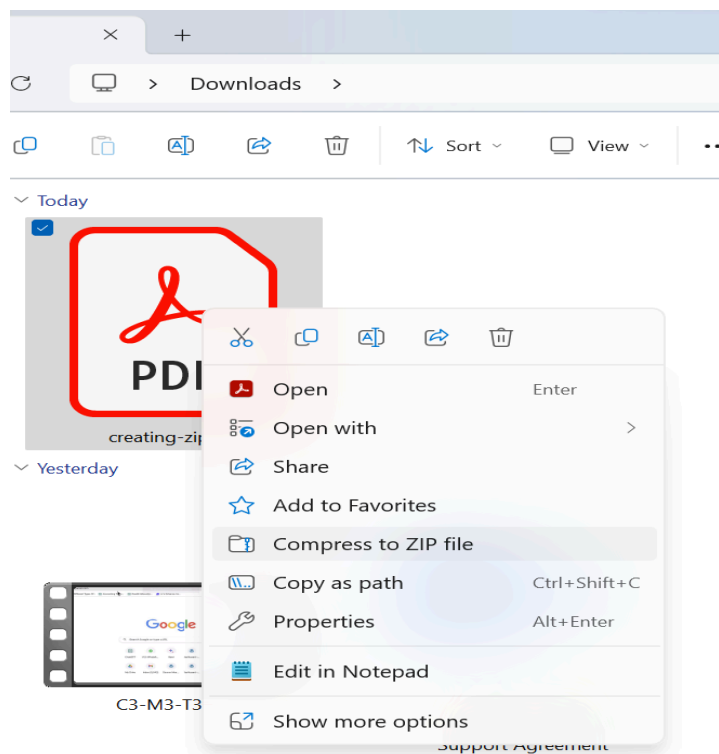 Downloads
Sort
View
Today
PDF
creating-zip
Open Enter
Open with
Share
Add to Favorites
Compress to ZIP file
Copy as path Ctrl+Shift+C
Properties Alt+Enter
Edit in Notepad
Show more options
Yesterday
Google
C3-M3-T3
Support Agreement